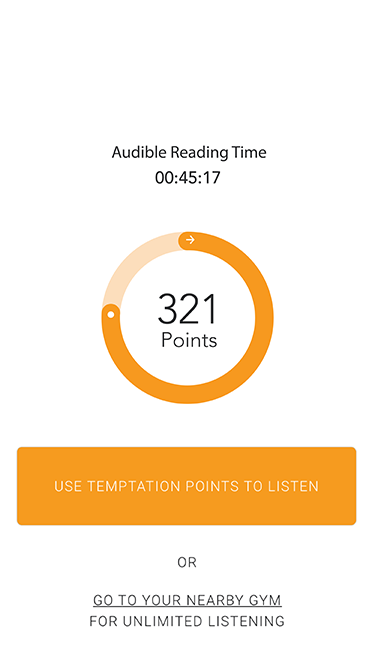 Audible Reading Time
00:45:17
321
Points
USE TEMPTATION POINTS TO LISTEN
OR
GO TO YOUR NEARBY GYM
FOR UNLIMITED LISTENING